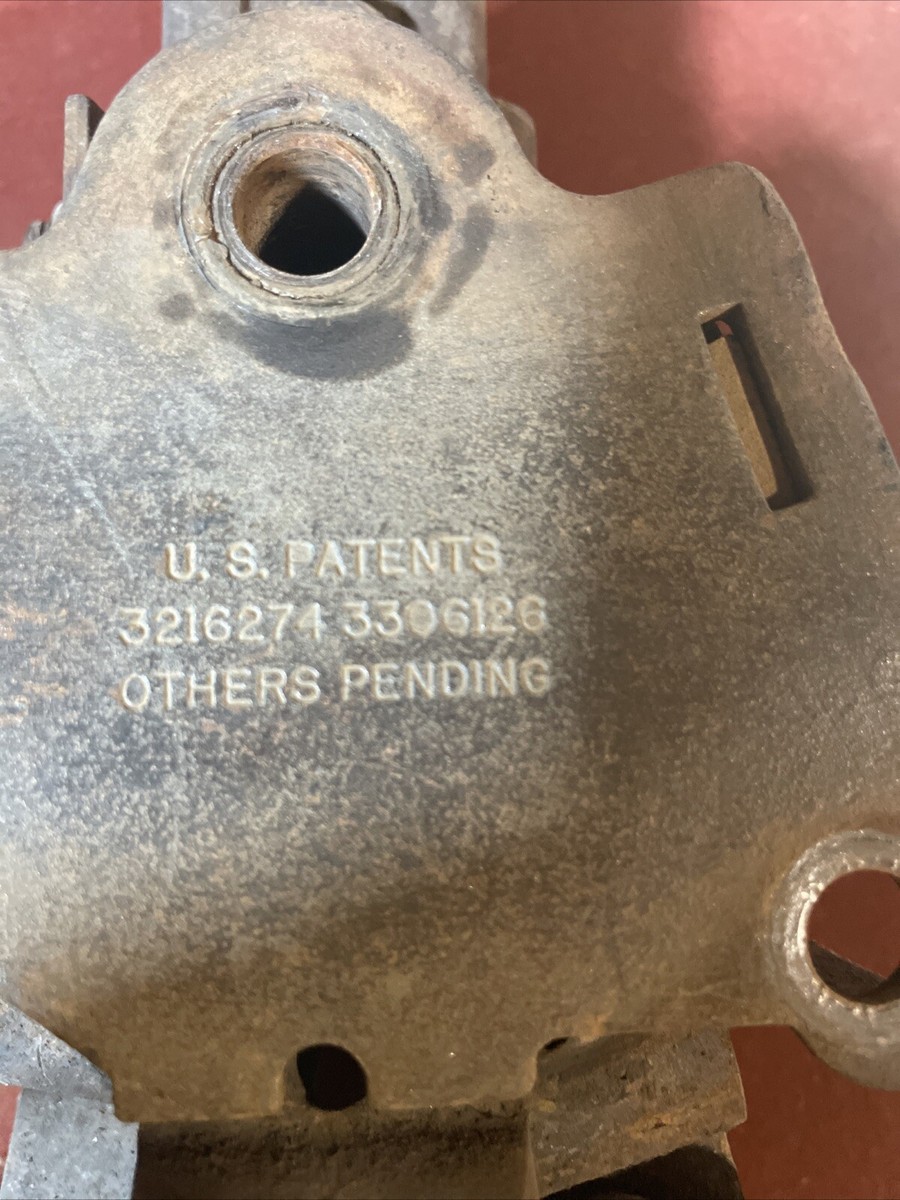 U. S. PATENTS
3216274 3306126
OTHERS PENDING